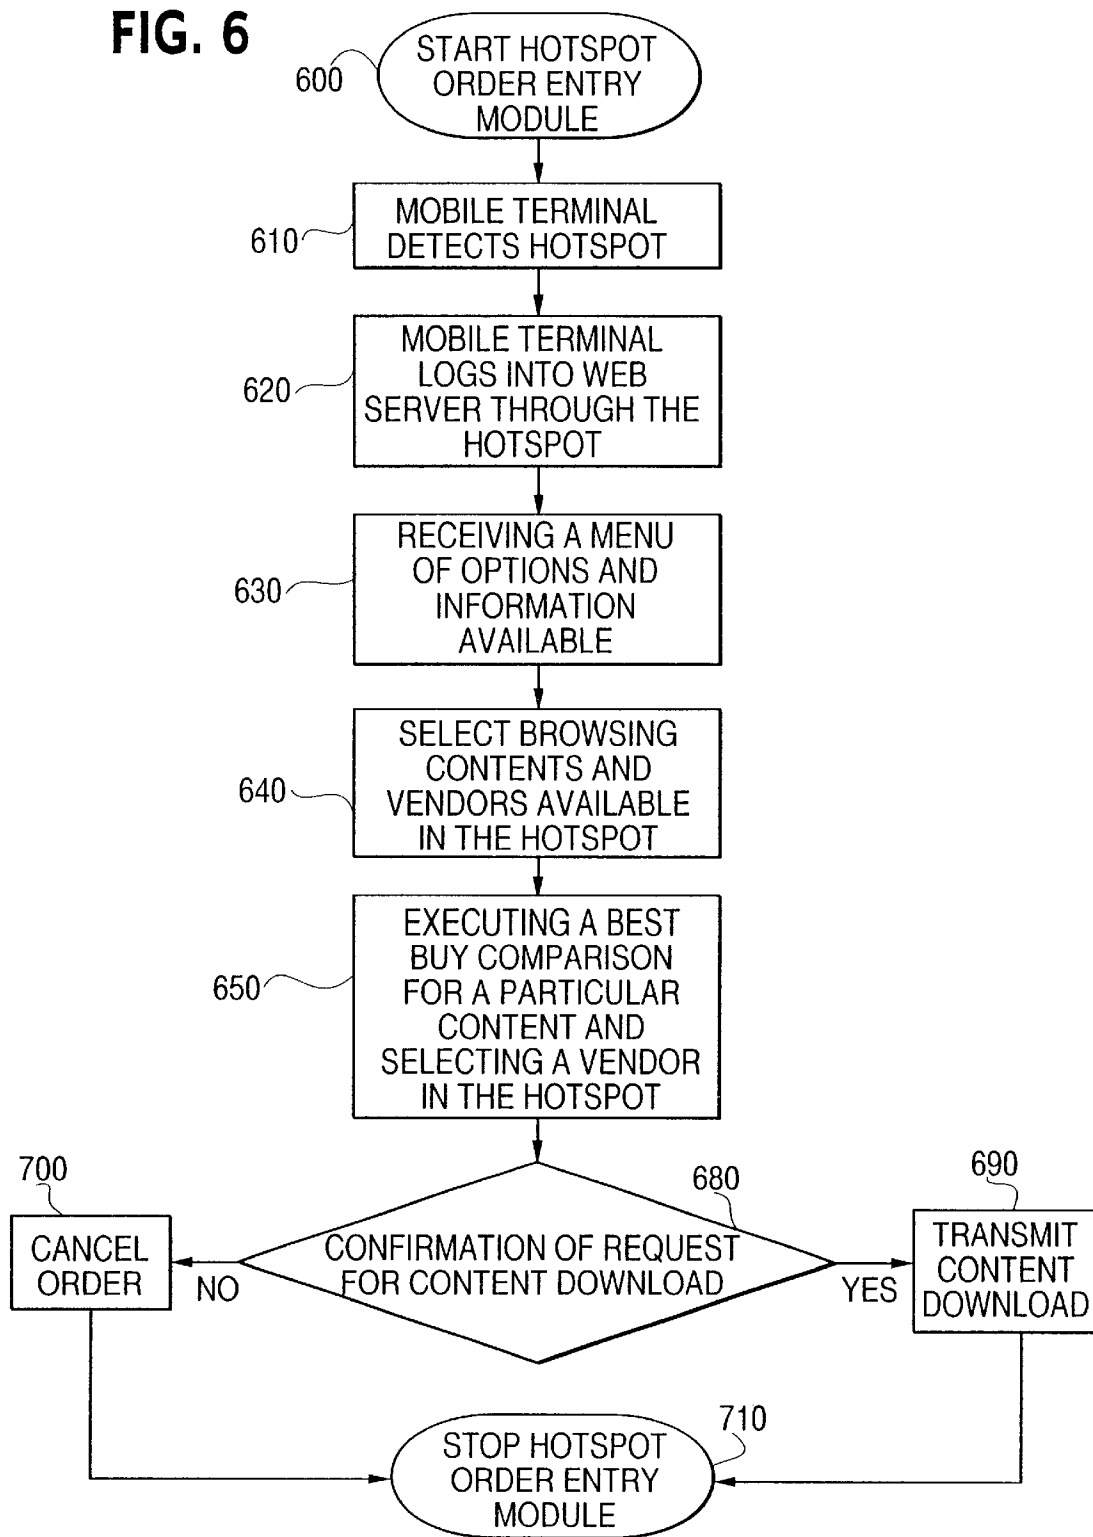 FIG. 6
600
START HOTSPOT
ORDER ENTRY
MODULE
610
MOBILE TERMINAL
DETECTS HOTSPOT
620
MOBILE TERMINAL
LOGS INTO WEB
SERVER THROUGH THE
HOTSPOT
630
RECEIVING A MENU
OF OPTIONS AND
INFORMATION
AVAILABLE
640
SELECT BROWSING
CONTENTS AND
VENDORS AVAILABLE
IN THE HOTSPOT
650
EXECUTING A BEST
BUY COMPARISON
FOR A PARTICULAR
CONTENT AND
SELECTING A VENDOR
IN THE HOTSPOT
680
CONFIRMATION OF REQUEST
FOR CONTENT DOWNLOAD
NO
YES
700
CANCEL
ORDER
690
TRANSMIT
CONTENT
DOWNLOAD
710
STOP HOTSPOT
ORDER ENTRY
MODULE